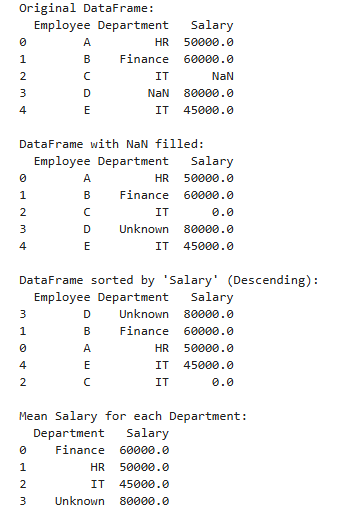 Original DataFrame:
  Employee Department   Salary
0        A         HR  50000.0
1        B    Finance  60000.0
2        C         IT      NaN
3        D        NaN  80000.0
4        E         IT  45000.0

DataFrame with NaN filled:
  Employee Department   Salary
0        A         HR  50000.0
1        B    Finance  60000.0
2        C         IT      0.0
3        D    Unknown  80000.0
4        E         IT  45000.0

DataFrame sorted by 'Salary' (Descending):
  Employee Department   Salary
3        D    Unknown  80000.0
1        B    Finance  60000.0
0        A         HR  50000.0
4        E         IT  45000.0
2        C         IT      0.0

Mean Salary for each Department:
  Department   Salary
0    Finance  60000.0
1         HR  50000.0
2         IT  45000.0
3    Unknown  80000.0